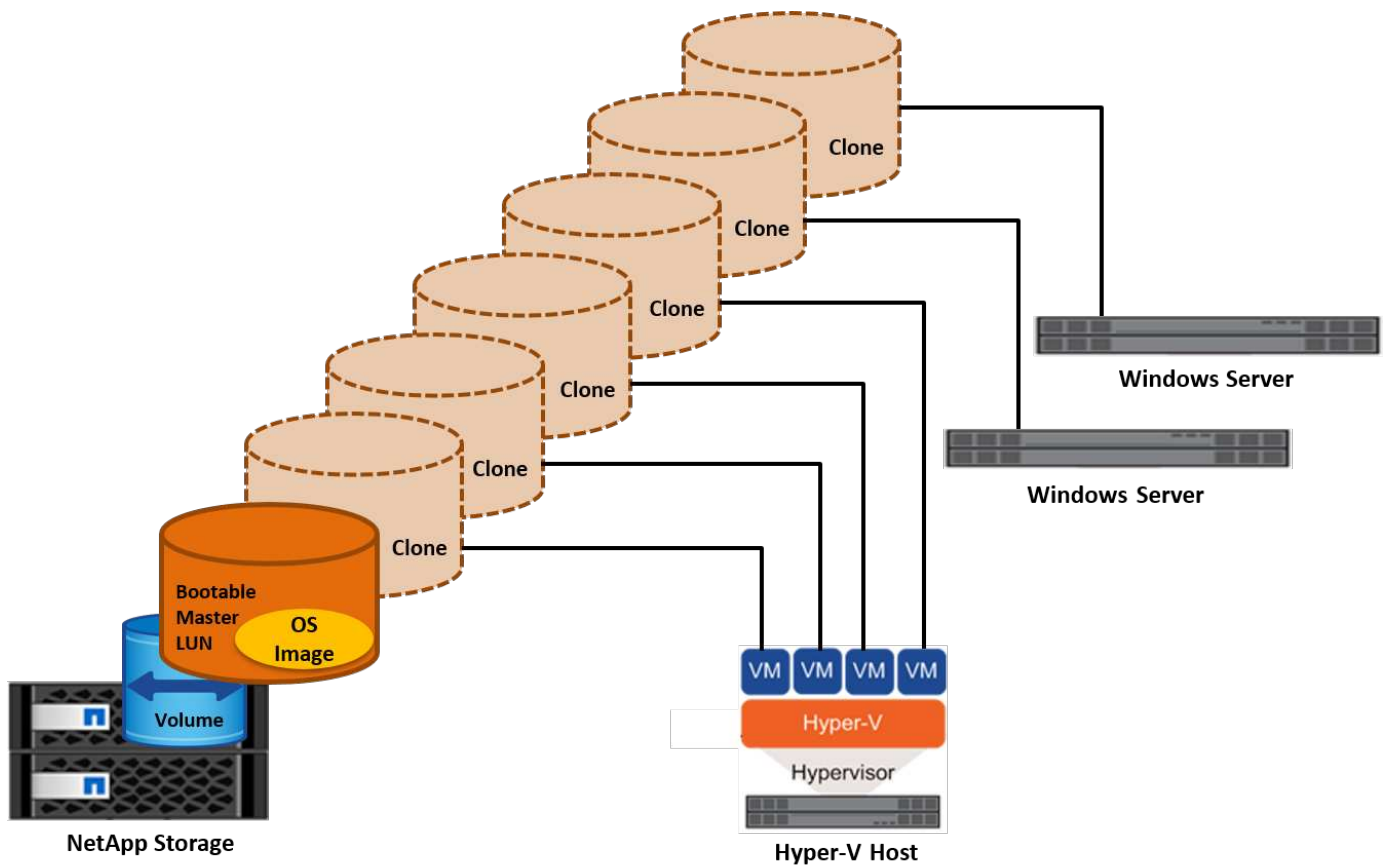 Clone
Clone
Clone
Windows Server
Clone
Clone
Windows Server
Clone
Bootable
Master
LUN
OS
Image
Volume
VM VM VM VM
Hyper-V
Hypervisor
NetApp Storage
Hyper-V Host